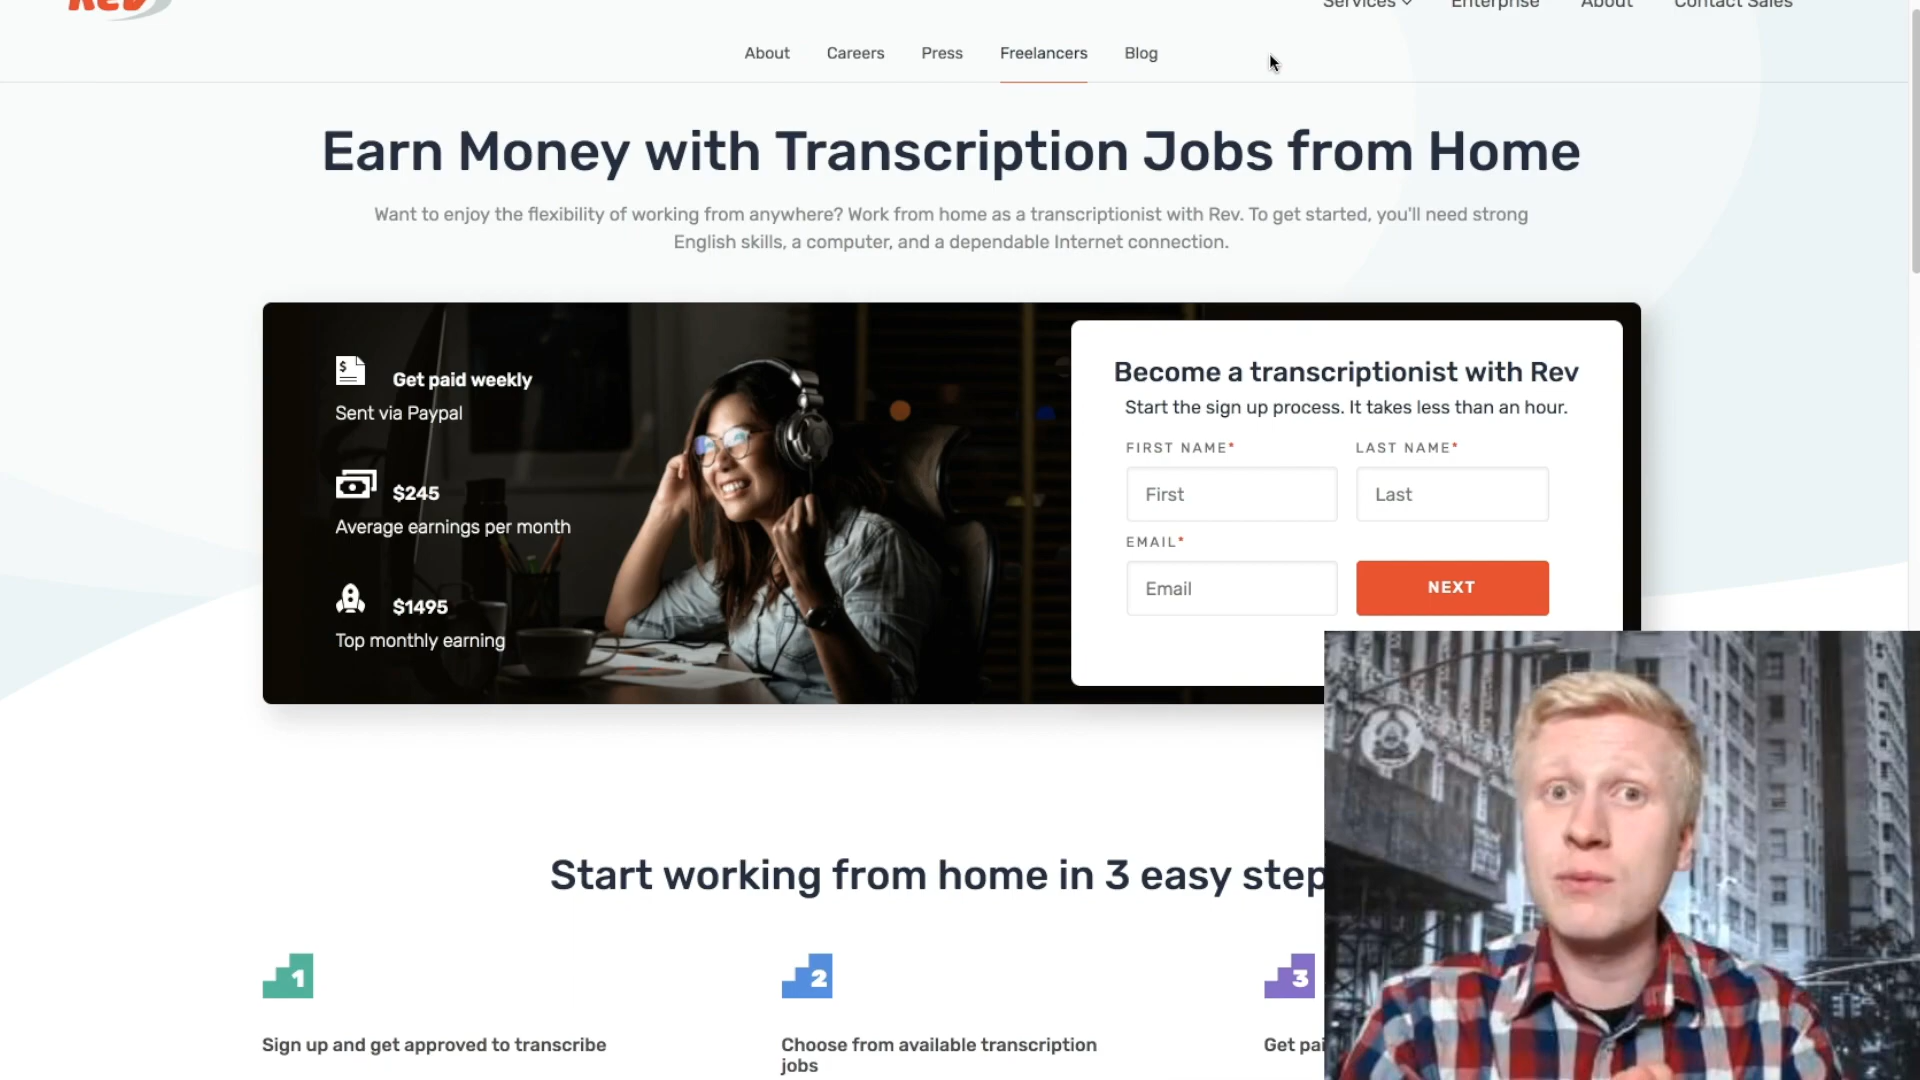 Rev
Services Enterprise About Contact Sales
About Careers Press Freelancers Blog
Earn Money with Transcription Jobs from Home
Want to enjoy the flexibility of working from anywhere? Work from home as a transcriptionist with Rev. To get started, you'll need strong
English skills, a computer, and a dependable Internet connection.
$ Get paid weekly
Sent via Paypal
$245
Average earnings per month
$1495
Top monthly earning
Become a transcriptionist with Rev
Start the sign up process. It takes less than an hour.
FIRST NAME* LAST NAME*
First Last
EMAIL*
Email NEXT
Start working from home in 3 easy step
1
Sign up and get approved to transcribe
2
Choose from available transcription
jobs
3
Get pai